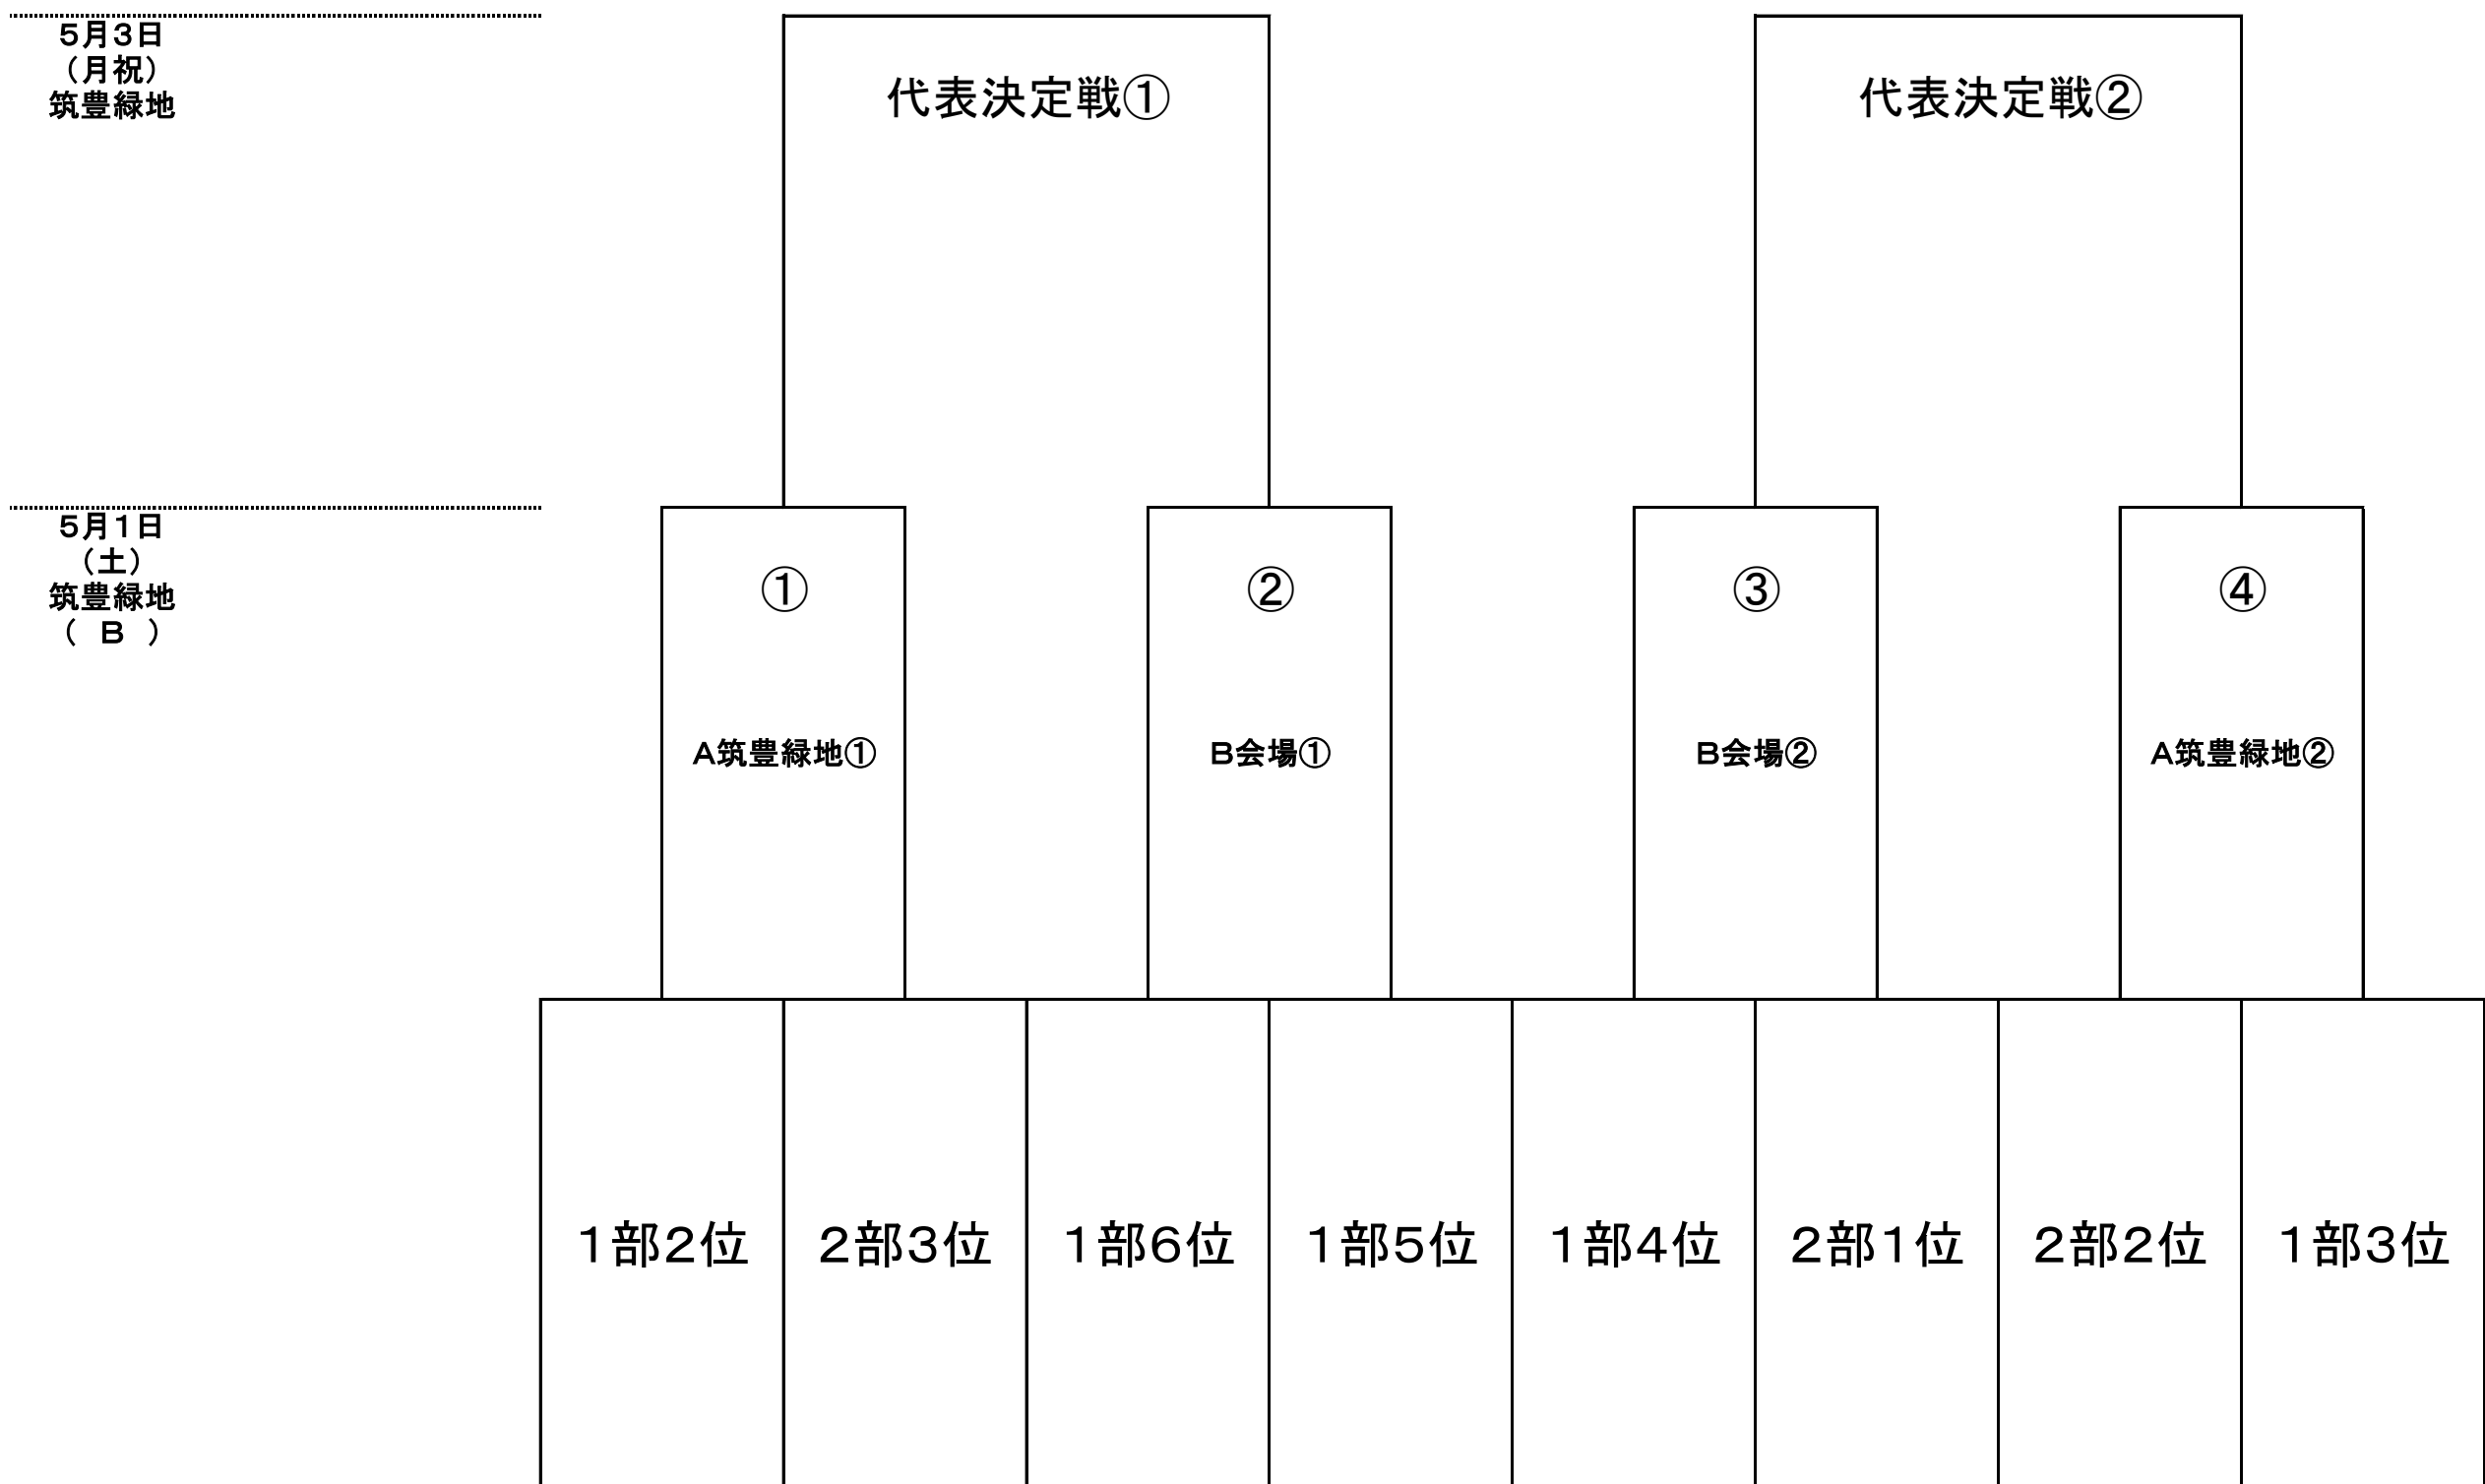 ５月３日
（月祝）
筑豊緑地
代表決定戦①
代表決定戦②
５月１日
（土）
筑豊緑地
（　Ｂ　）
①
②
③
④
Ａ筑豊緑地①
Ｂ会場①
Ｂ会場②
Ａ筑豊緑地②
１部２位
２部３位
１部６位
１部５位
１部４位
２部１位
２部２位
１部３位